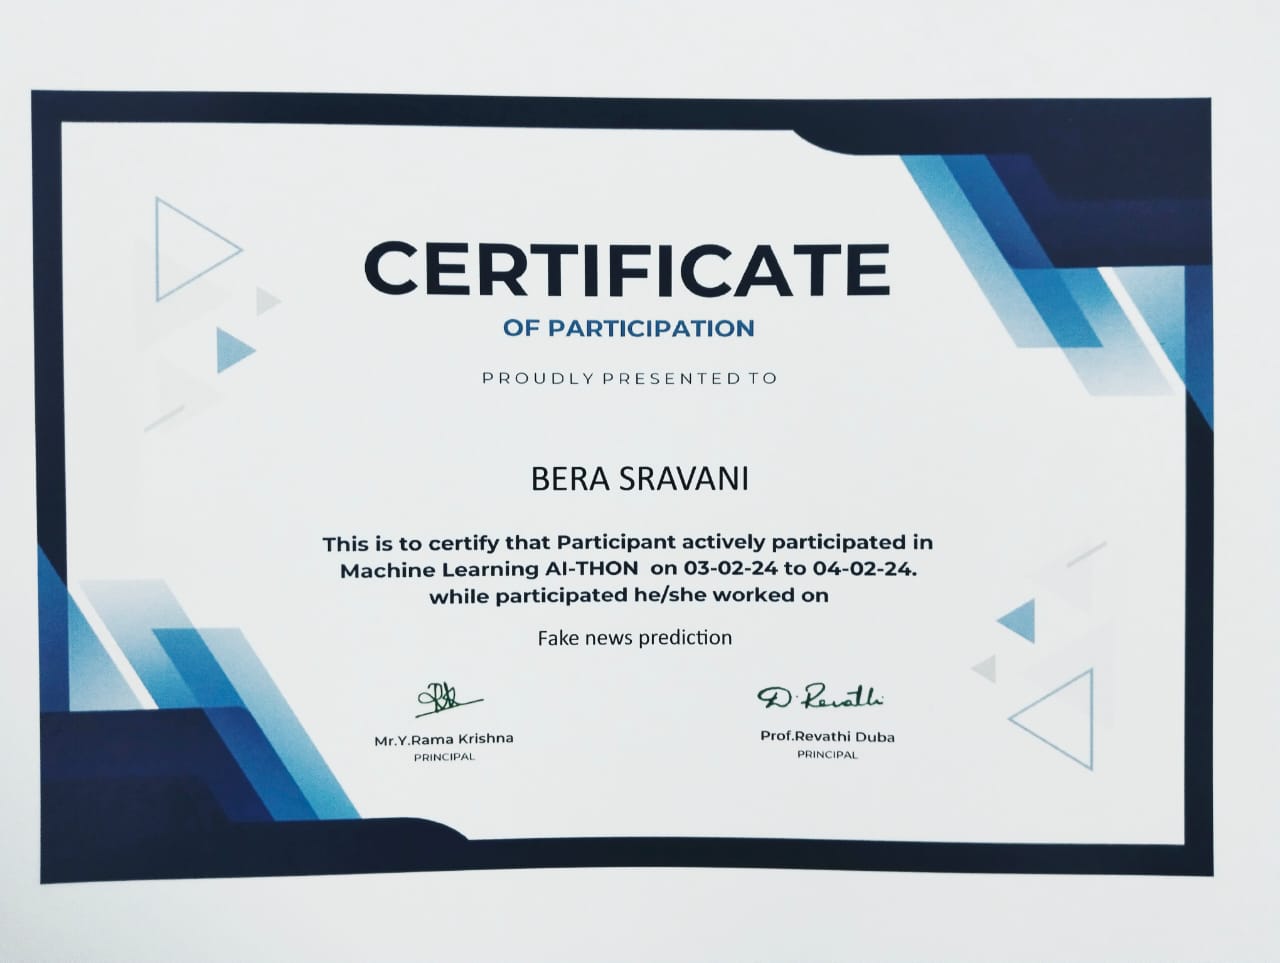 CERTIFICATE
OF PARTICIPATION
PROUDLY PRESENTED TO
BERA SRAVANI
This is to certify that Participant actively participated in
Machine Learning AI-THON on 03-02-24 to 04-02-24.
while participated he/she worked on
Fake news prediction
D. Revathi
Mr.Y.Rama Krishna
PRINCIPAL
Prof.Revathi Duba
PRINCIPAL